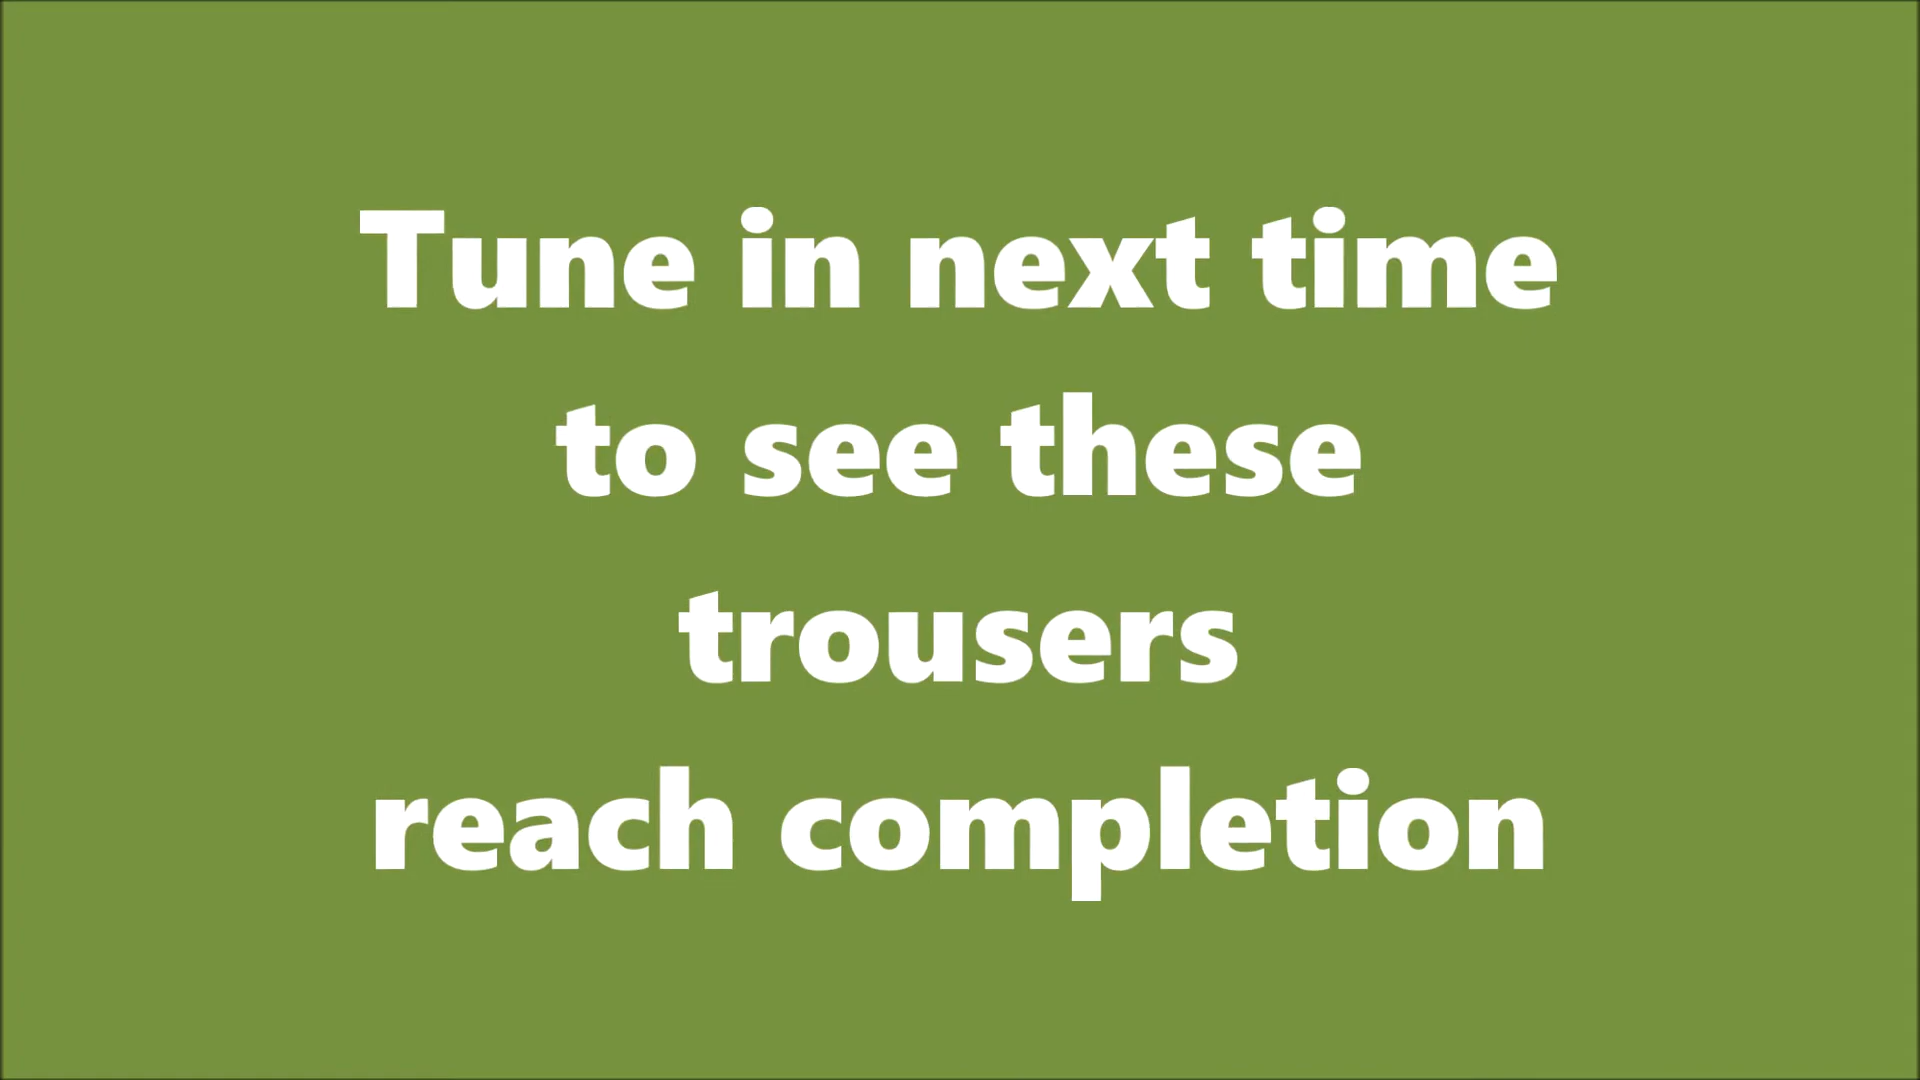 Tune in next time
to see these
trousers
reach completion